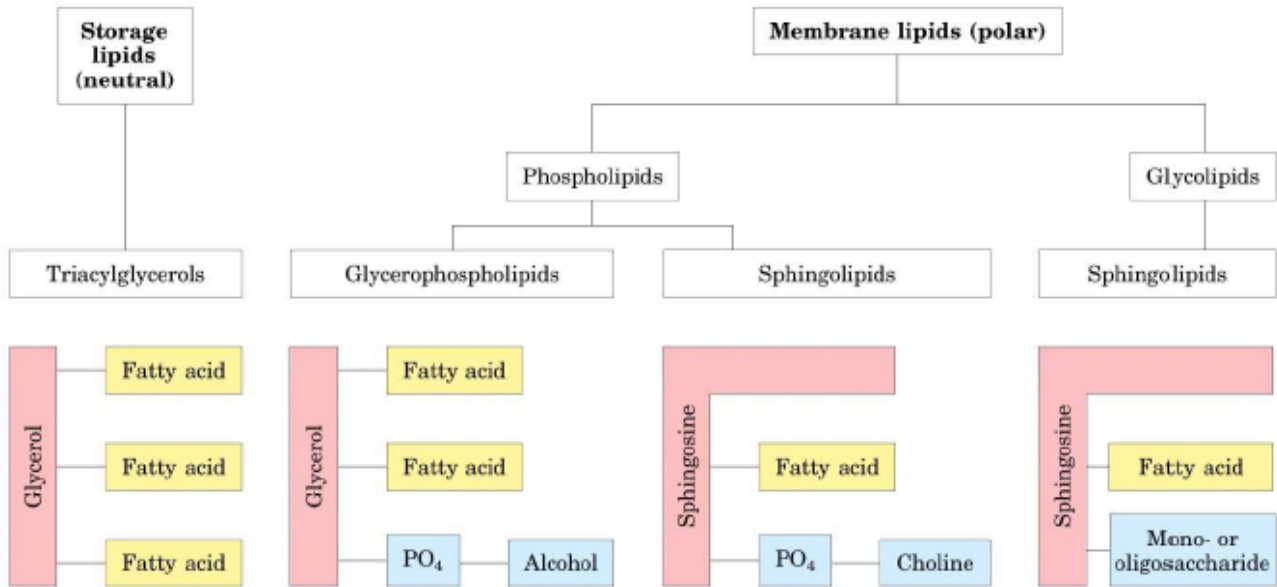 Storage
lipids
(neutral)
Membrane lipids (polar)
Phospholipids
Glycolipids
Triacylglycerols
Glycerophospholipids
Sphingolipids
Sphingolipids
Glycerol
Fatty acid
Fatty acid
Fatty acid
Glycerol
Fatty acid
Fatty acid
PO₄
Alcohol
Sphingosine
Fatty acid
PO₄
Choline
Sphingosine
Fatty acid
Mono- or
oligosaccharide